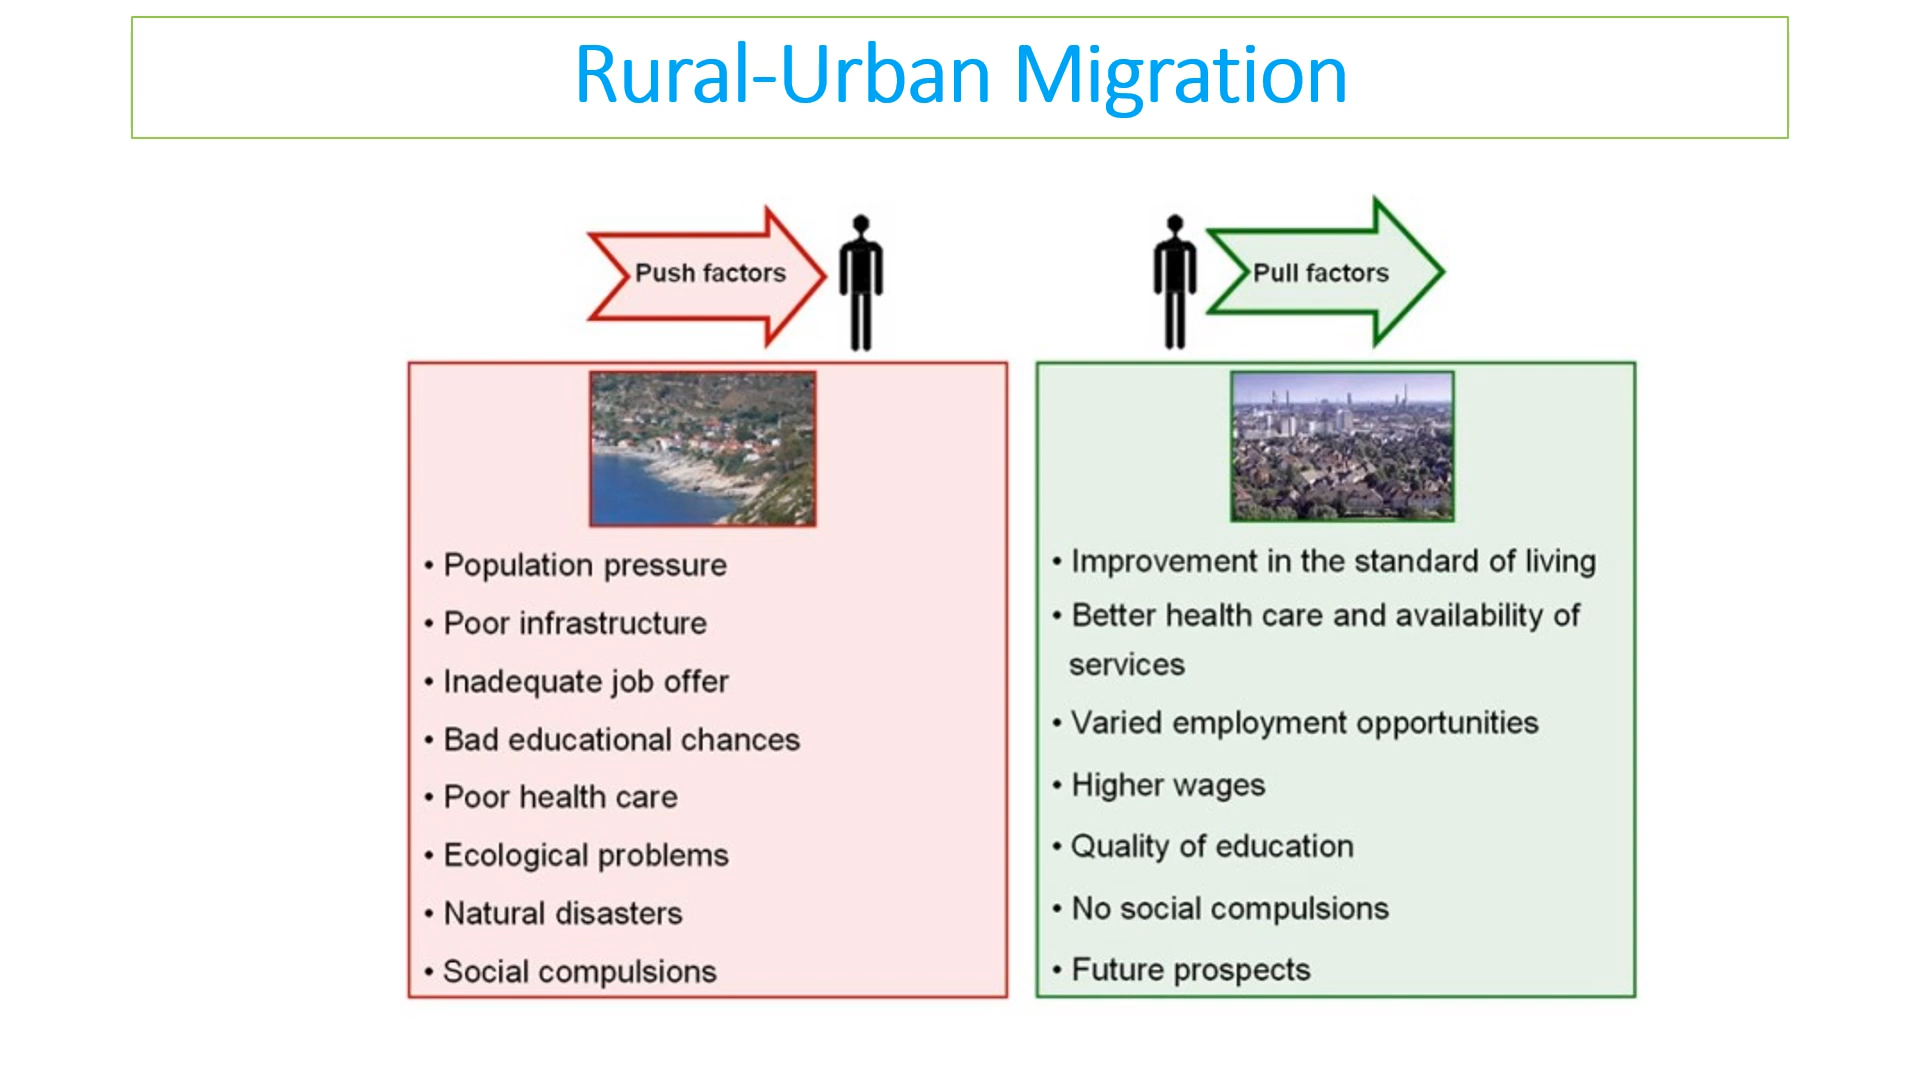 Rural-Urban Migration
Push factors
Pull factors
• Population pressure
• Poor infrastructure
• Inadequate job offer
• Bad educational chances
• Poor health care
• Ecological problems
• Natural disasters
• Social compulsions
• Improvement in the standard of living
• Better health care and availability of
services
• Varied employment opportunities
• Higher wages
• Quality of education
• No social compulsions
• Future prospects